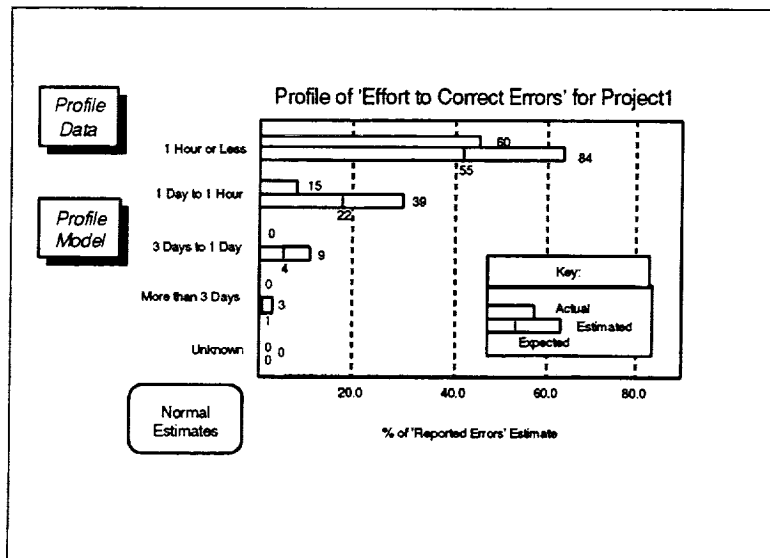 Profile of 'Effort to Correct Errors' for Project1
Profile
Data
Profile
Model
1 Hour or Less
60
84
55
1 Day to 1 Hour
15
39
22
3 Days to 1 Day
0
9
4
More than 3 Days
0
3
1
Unknown
0
0
0
Key:
Actual
Estimated
Expected
20.0
40.0
60.0
80.0
% of 'Reported Errors' Estimate
Normal
Estimates